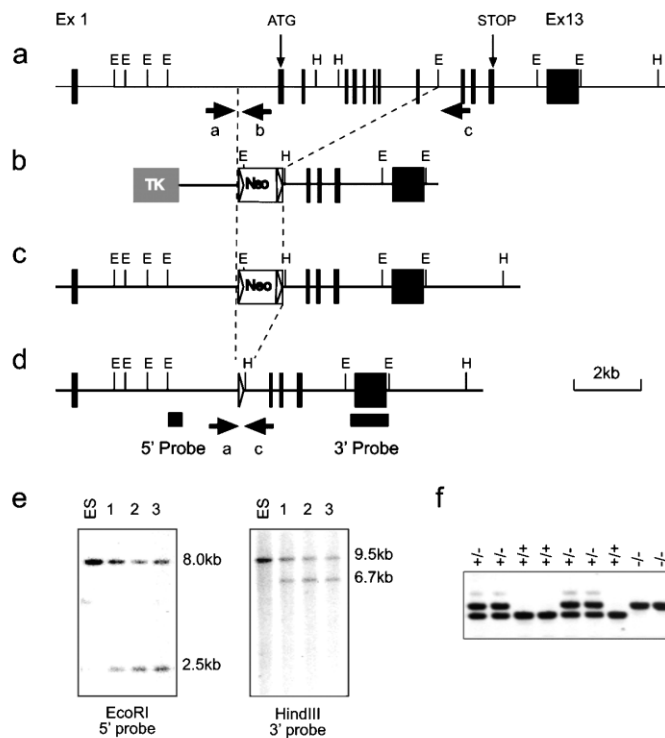 Ex 1 ATG STOP Ex13
a
E E E E H H E E E H
a b c
b
TK E Neo H E E
c
E E E E E Neo H E E H
d
E E E E H E E H
2kb
5' Probe a c 3' Probe
e
ES 1 2 3 ES 1 2 3
8.0kb 9.5kb
6.7kb
2.5kb
EcoRI HindIII
5' probe 3' probe
f
+/- +/- +/+ +/+ +/- +/- +/+ -/- -/-